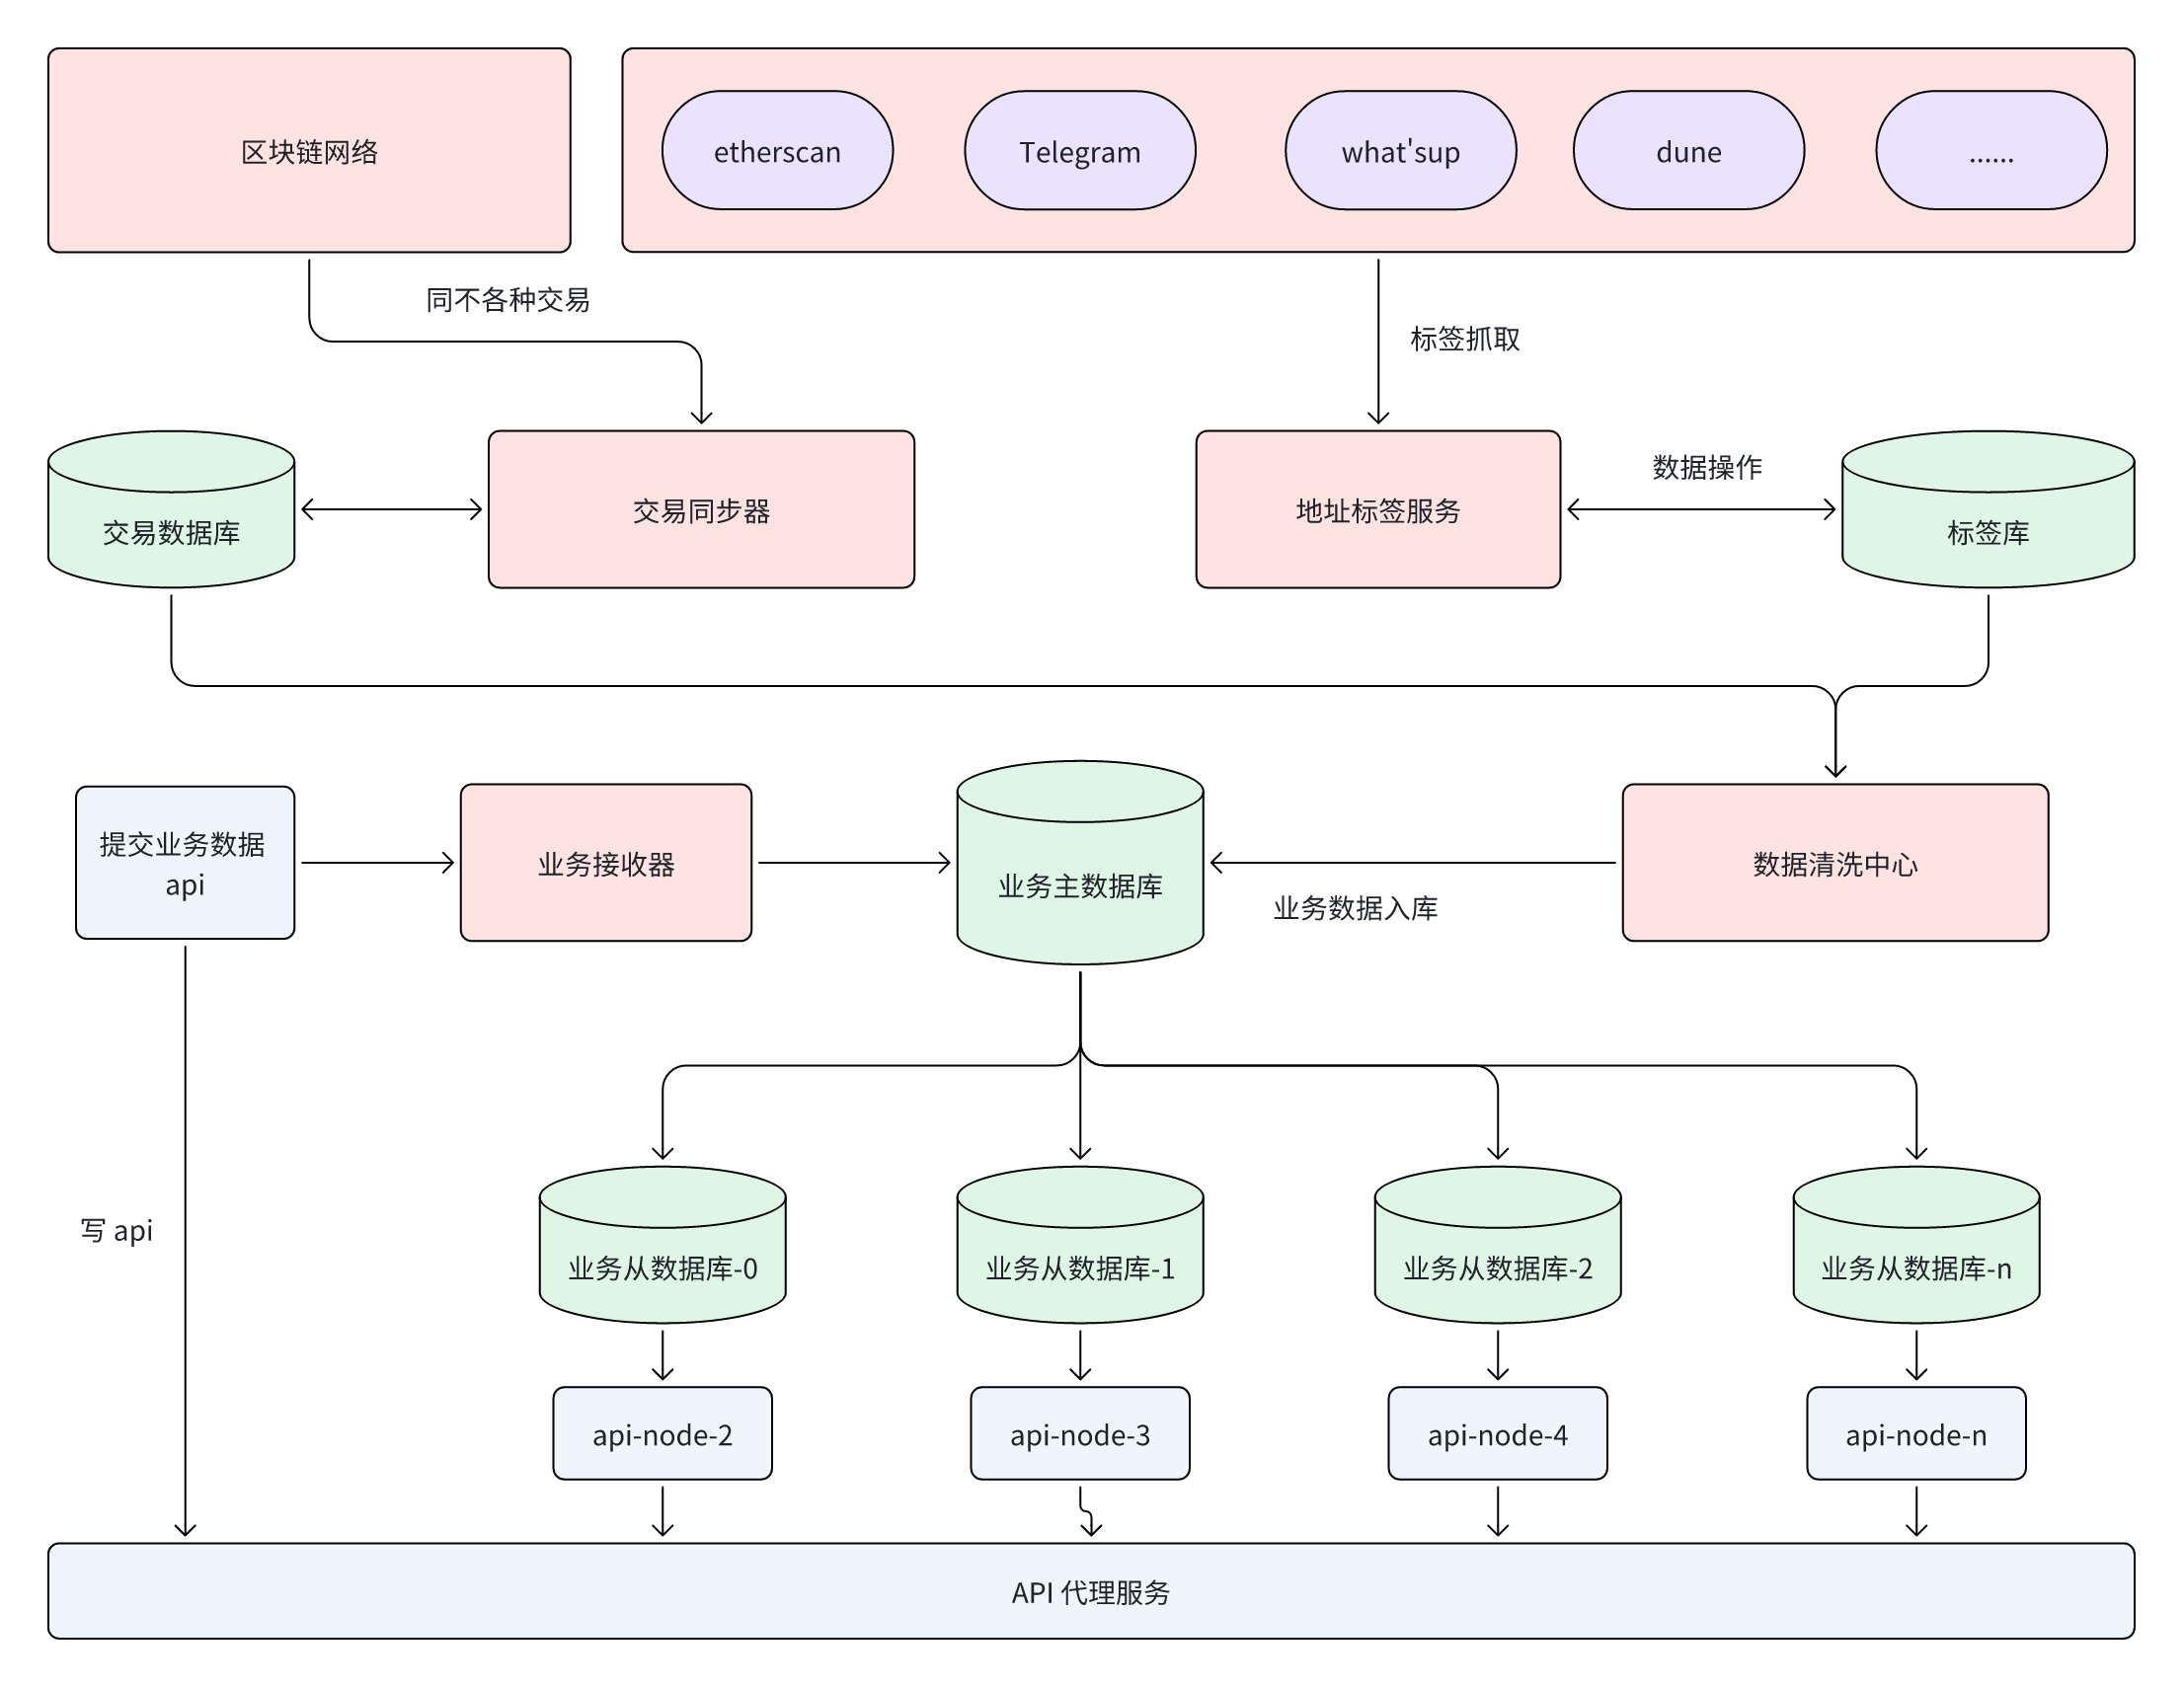 区块链网络
etherscan
Telegram
what'sup
dune
......
同不各种交易
标签抓取
交易数据库
交易同步器
地址标签服务
数据操作
标签库
提交业务数据
api
业务接收器
业务主数据库
业务数据入库
数据清洗中心
写 api
业务从数据库-0
业务从数据库-1
业务从数据库-2
业务从数据库-n
api-node-2
api-node-3
api-node-4
api-node-n
API 代理服务